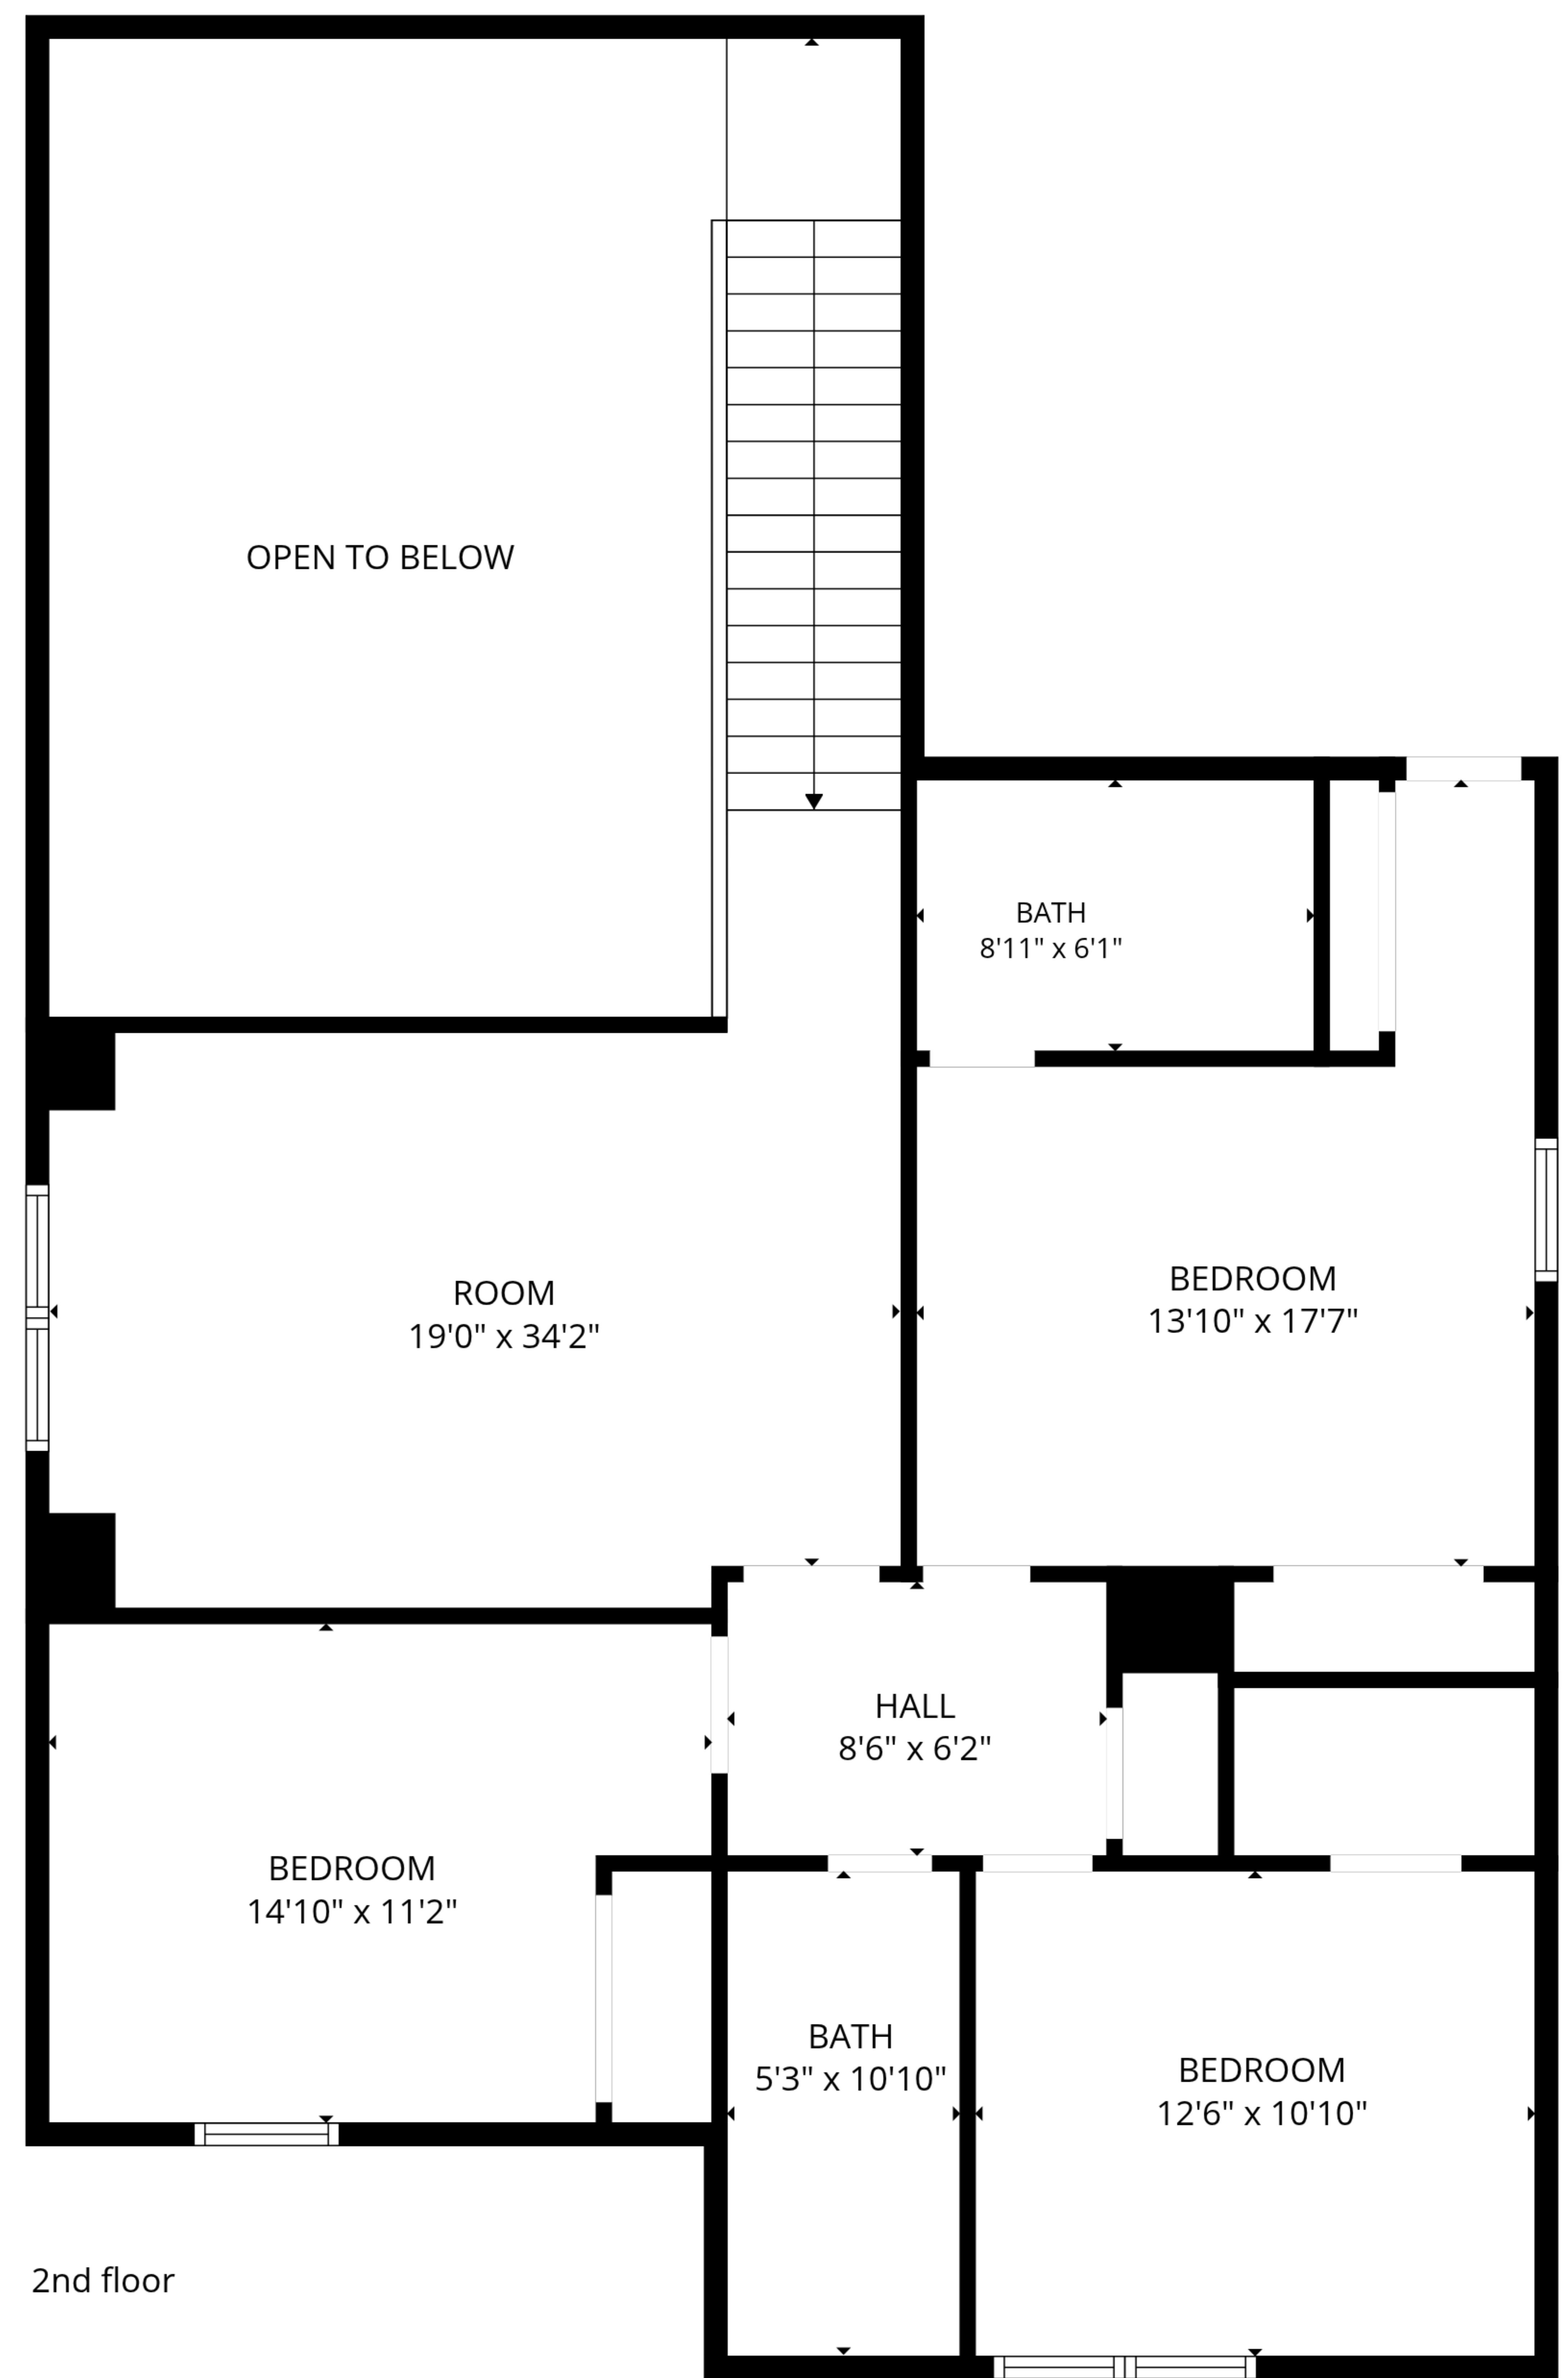 OPEN TO BELOW
BATH
8'11" x 6'1"
ROOM
19'0" x 34'2"
BEDROOM
13'10" x 17'7"
HALL
8'6" x 6'2"
BEDROOM
14'10" x 11'2"
BATH
5'3" x 10'10"
BEDROOM
12'6" x 10'10"
2nd floor